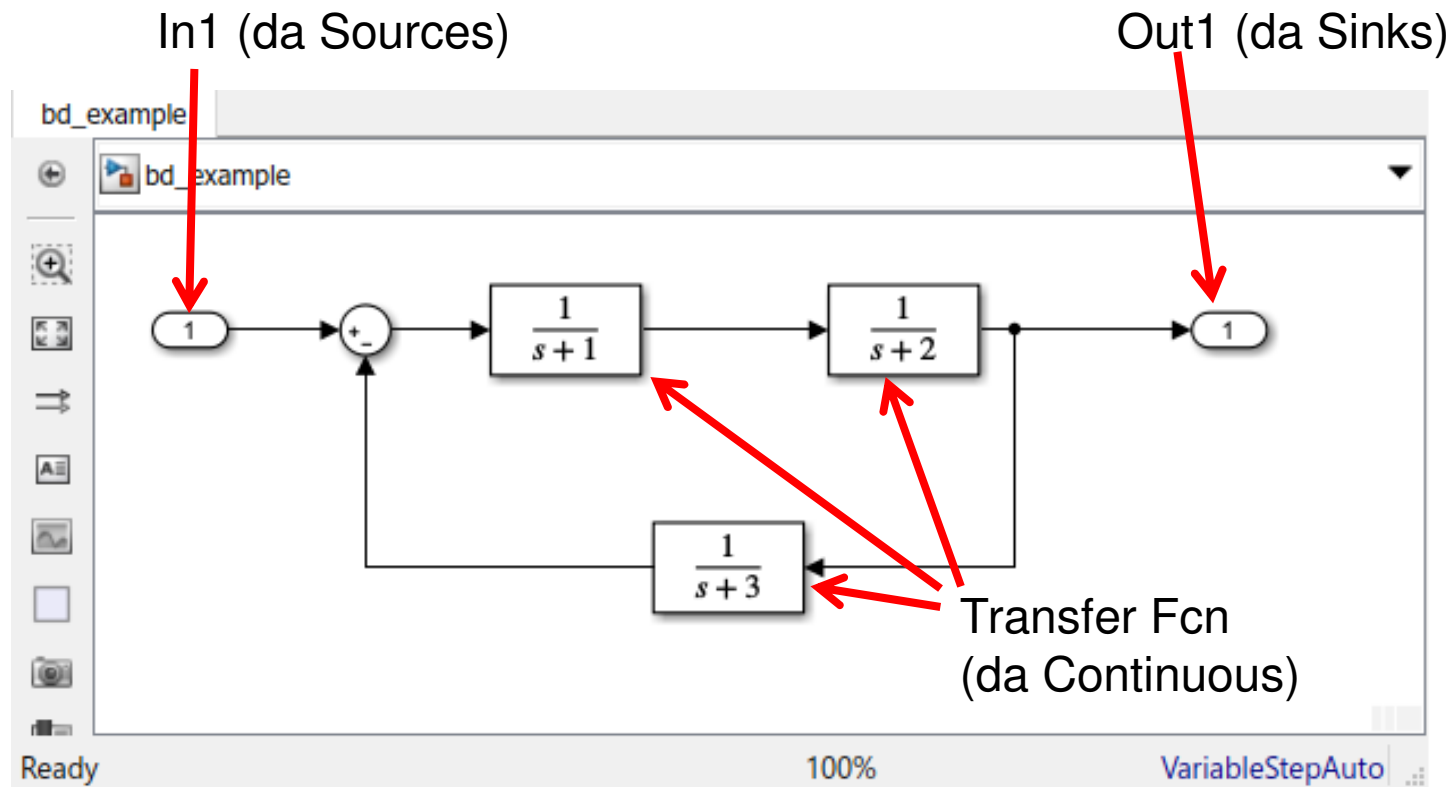 In1 (da Sources)
Out1 (da Sinks)
bd_example
bd_example
1
+
−
1
s + 1
1
s + 2
1
1
s + 3
Transfer Fcn
(da Continuous)
Ready
100%
VariableStepAuto